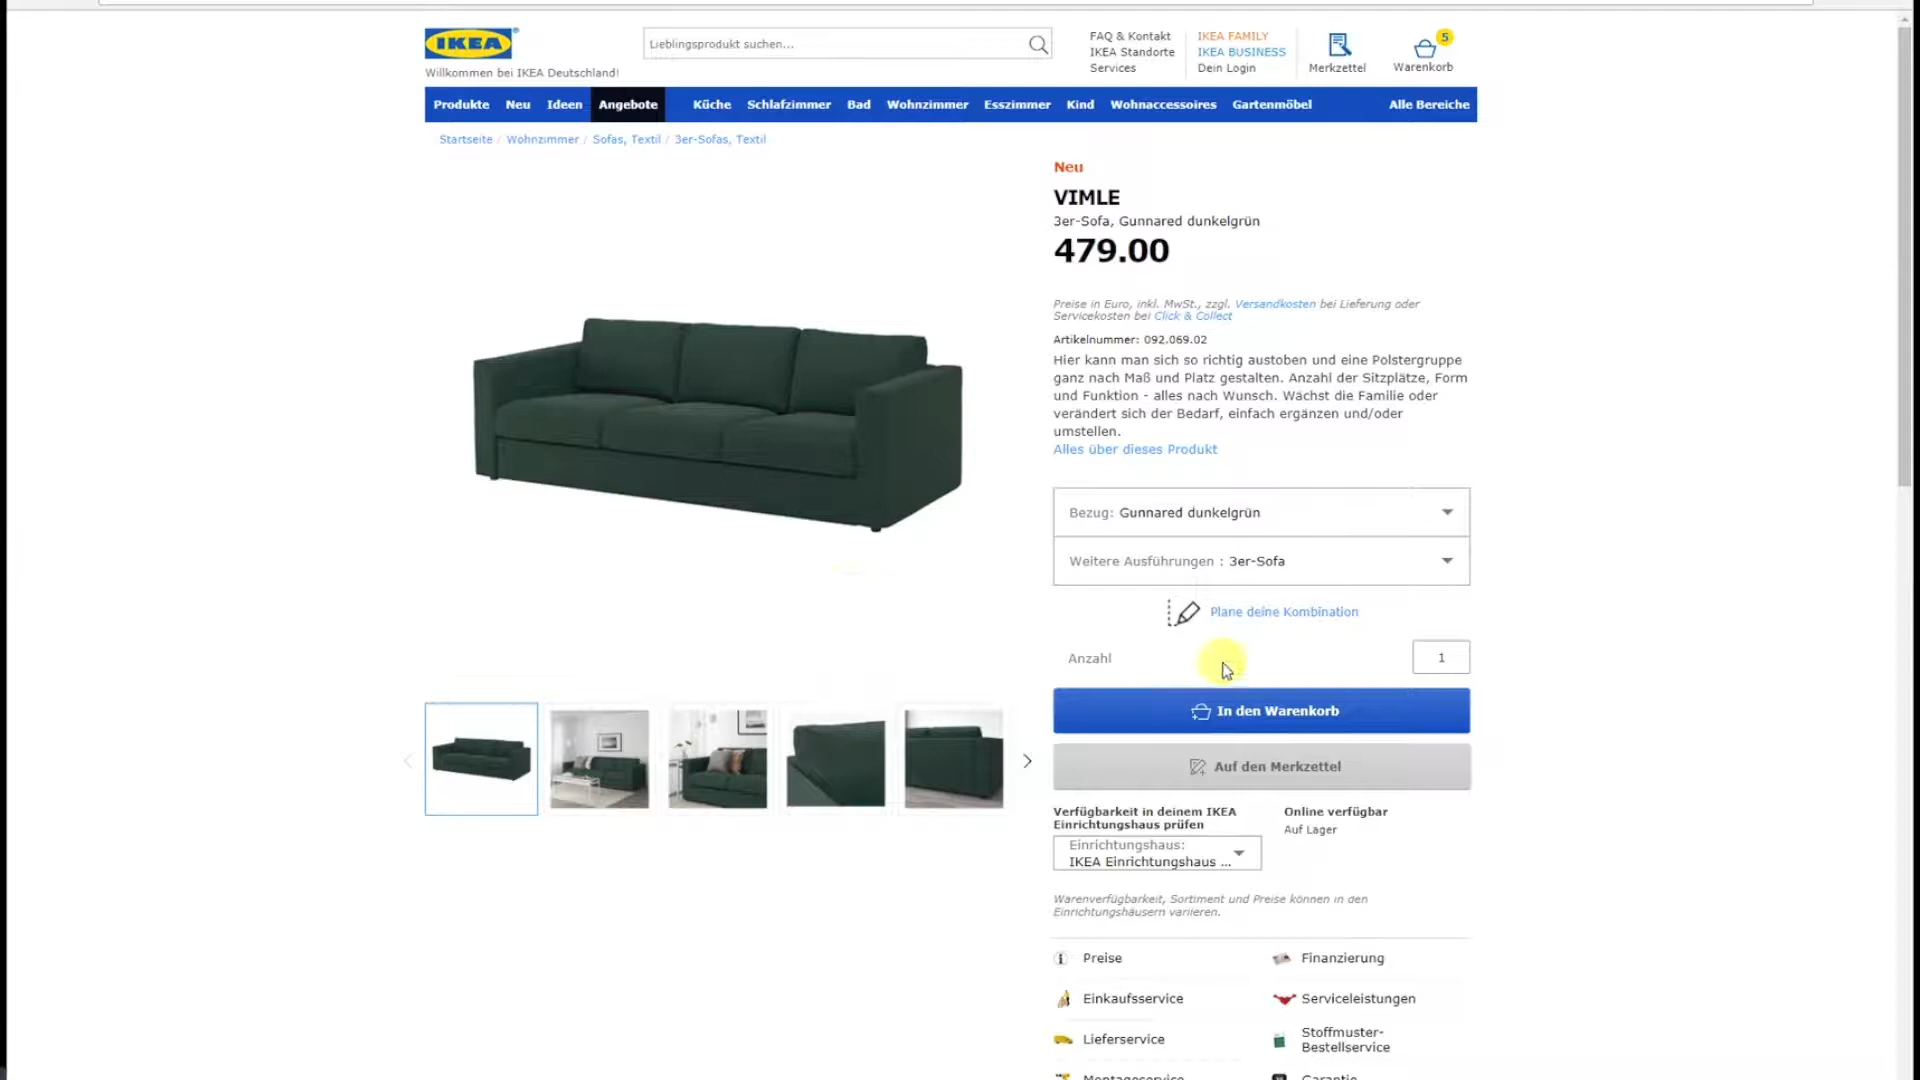 IKEA
Willkommen bei IKEA Deutschland!
Lieblingsprodukt suchen...
FAQ & Kontakt
IKEA Standorte
Services
IKEA FAMILY
IKEA BUSINESS
Dein Login
Merkzettel
5
Warenkorb
Produkte Neu Ideen Angebote Küche Schlafzimmer Bad Wohnzimmer Esszimmer Kind Wohnaccessoires Gartenmöbel Alle Bereiche
Startseite / Wohnzimmer / Sofas, Textil / 3er-Sofas, Textil
Neu
VIMLE
3er-Sofa, Gunnared dunkelgrün
479.00
Preise in Euro, inkl. MwSt., zzgl. Versandkosten bei Lieferung oder
Servicekosten bei Click & Collect
Artikelnummer: 092.069.02
Hier kann man sich so richtig austoben und eine Polstergruppe
ganz nach Maß und Platz gestalten. Anzahl der Sitzplätze, Form
und Funktion - alles nach Wunsch. Wächst die Familie oder
verändert sich der Bedarf, einfach ergänzen und/oder
umstellen.
Alles über dieses Produkt
Bezug: Gunnared dunkelgrün
Weitere Ausführungen : 3er-Sofa
Plane deine Kombination
Anzahl 1
In den Warenkorb
Auf den Merkzettel
Verfügbarkeit in deinem IKEA
Einrichtungshaus prüfen
Einrichtungshaus:
IKEA Einrichtungshaus ...
Online verfügbar
Auf Lager
Warenverfügbarkeit, Sortiment und Preise können in den
Einrichtungshäusern variieren.
Preise Finanzierung
Einkaufsservice Serviceleistungen
Lieferservice Stoffmuster-
Bestellservice
Montageservice Garantie